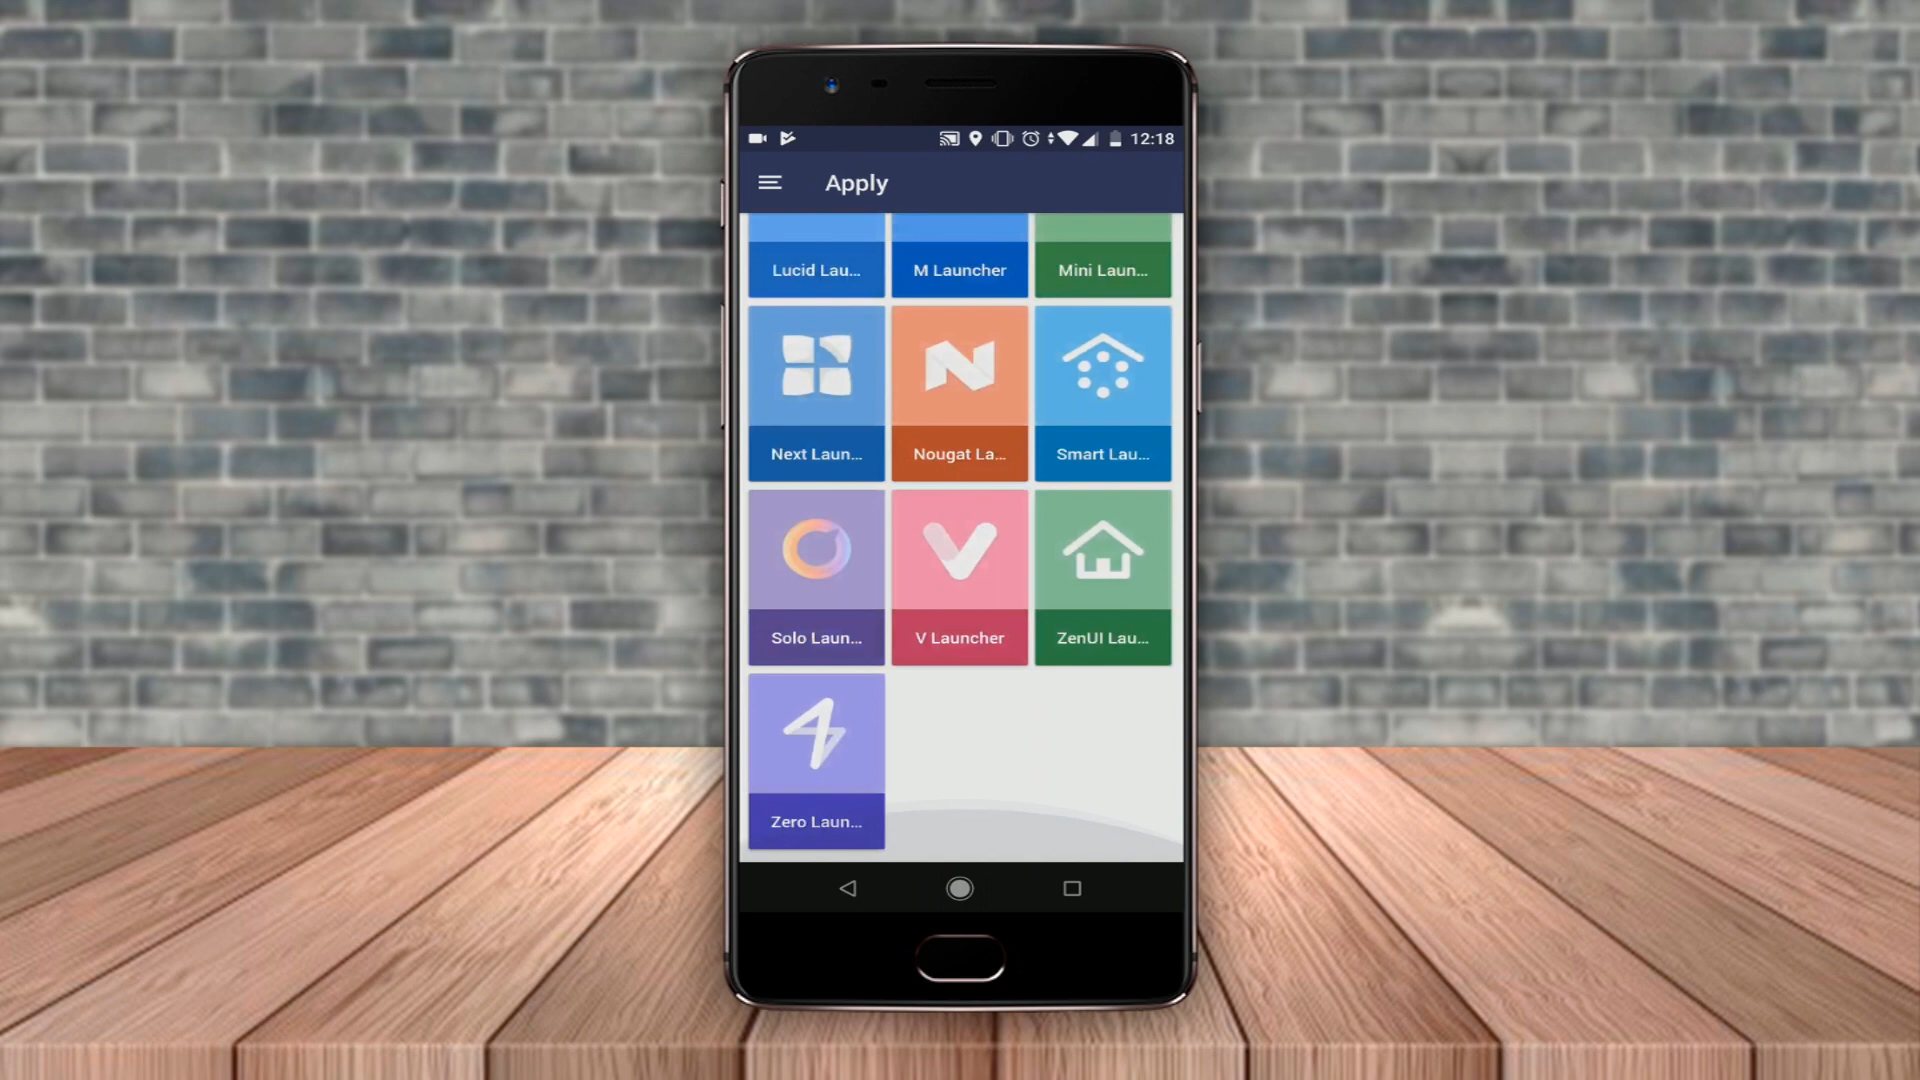 12:18
Apply
Lucid Lau...
M Launcher
Mini Laun...
Next Laun...
Nougat La...
Smart Lau...
Solo Laun...
V Launcher
ZenUI Lau...
Zero Laun...